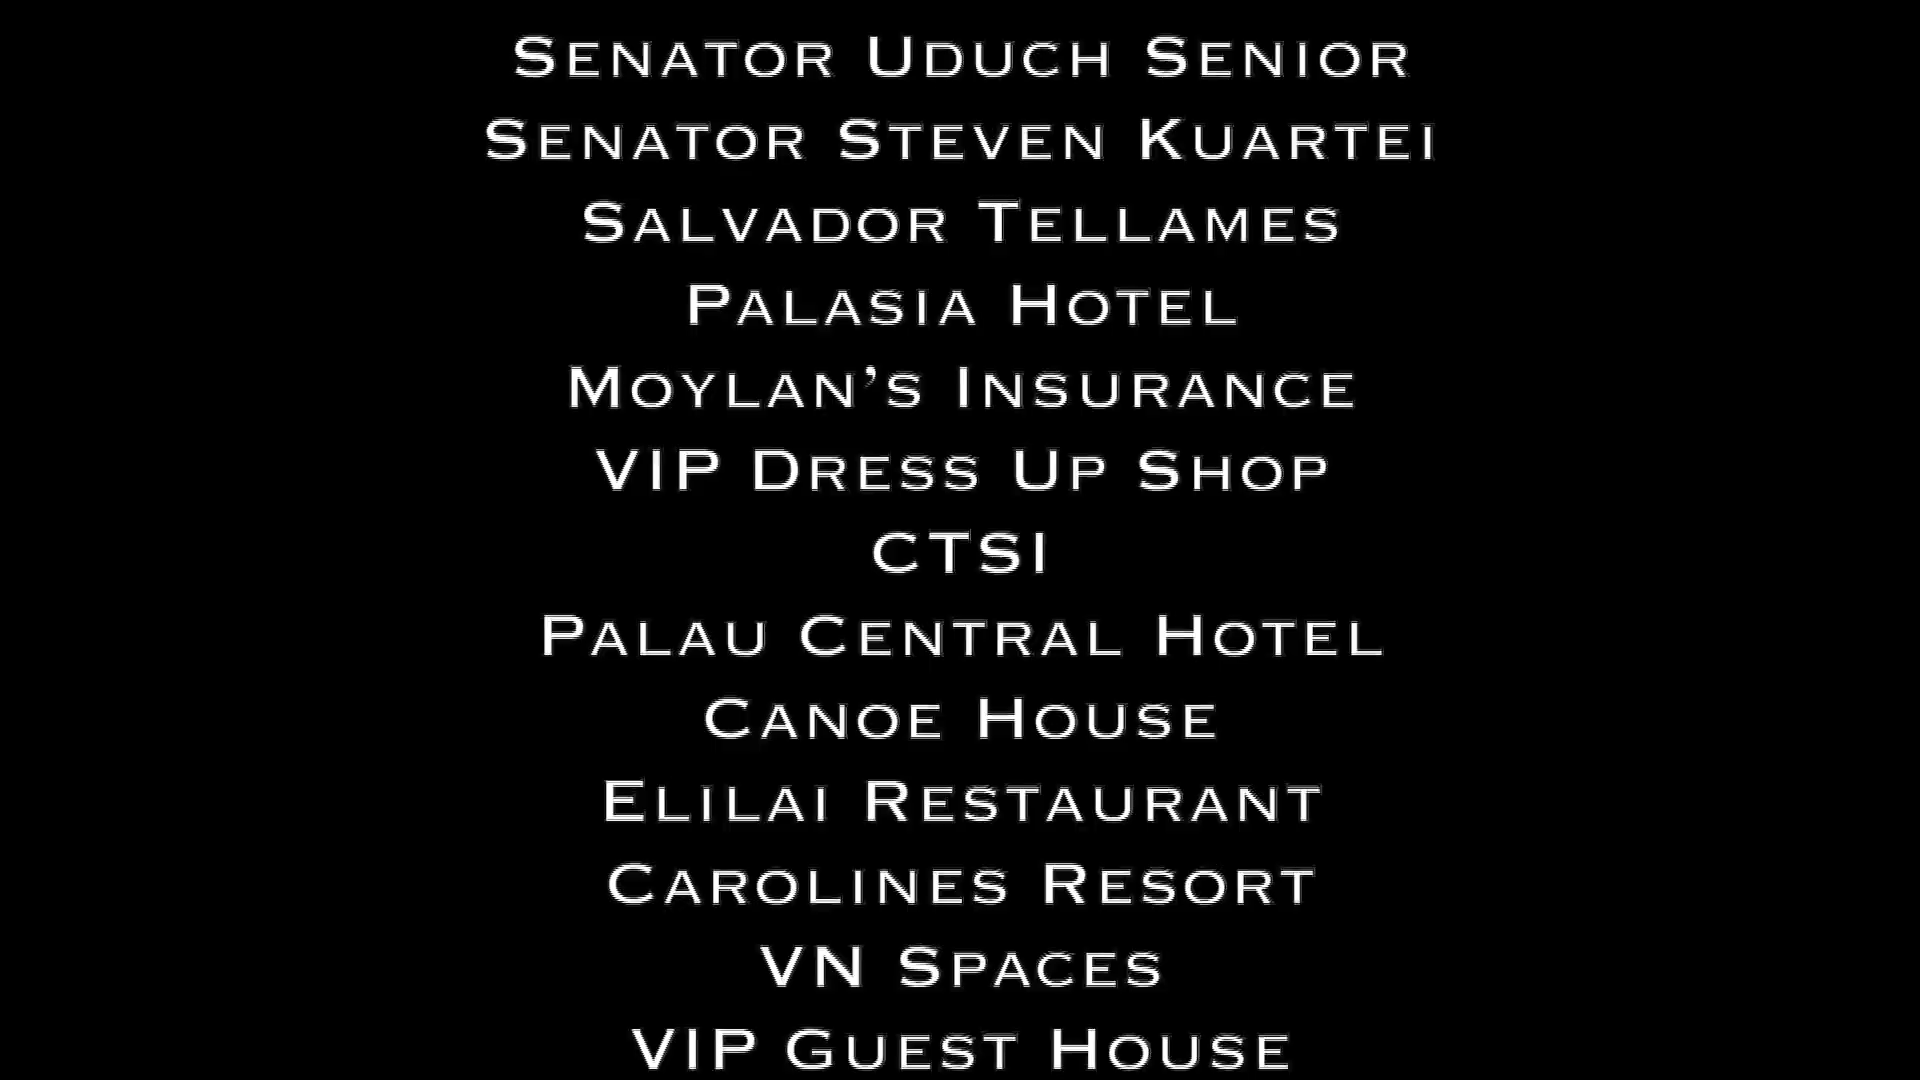 Senator Uduch Senior
Senator Steven Kuartei
Salvador Tellames
Palasia Hotel
Moylan's Insurance
VIP Dress Up Shop
CTSI
Palau Central Hotel
Canoe House
Elilai Restaurant
Carolines Resort
VN Spaces
VIP Guest House